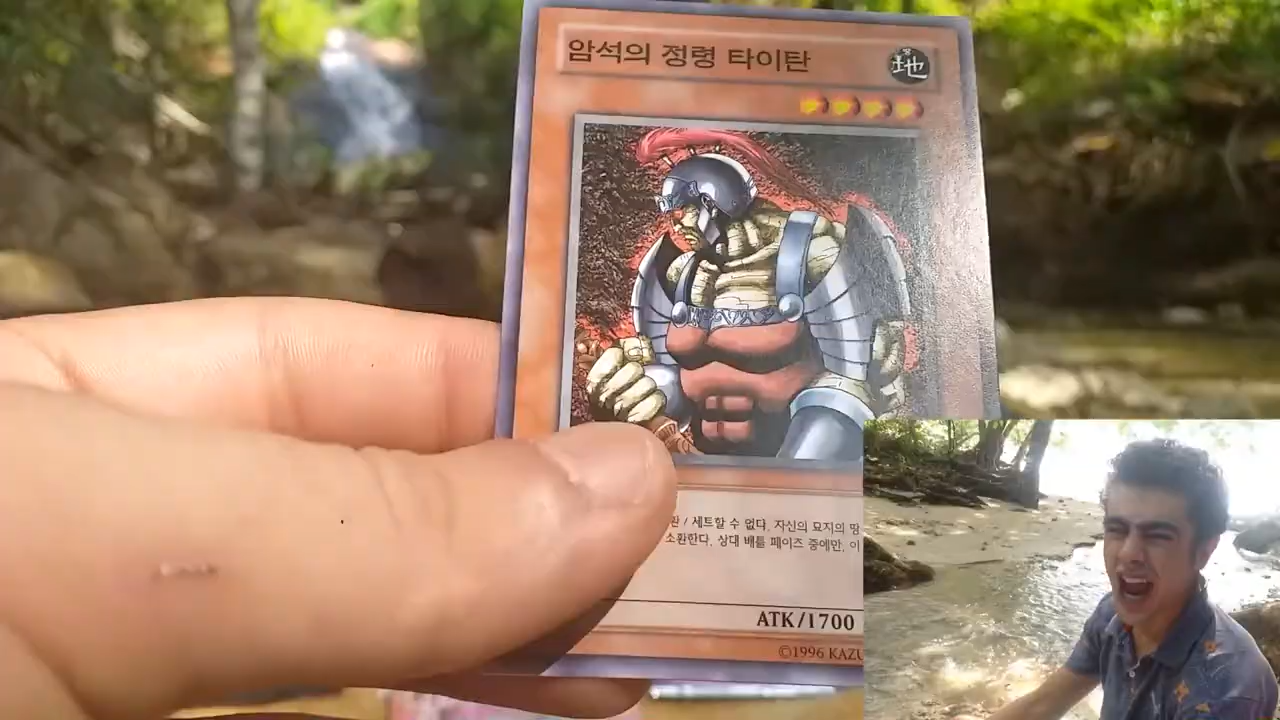 암석의 정령 타이탄
땅
地
환 / 세트할 수 없다. 자신의 묘지의 땅
소환한다. 상대 배틀 페이즈 중에만, 이
ATK/1700
©1996 KAZU